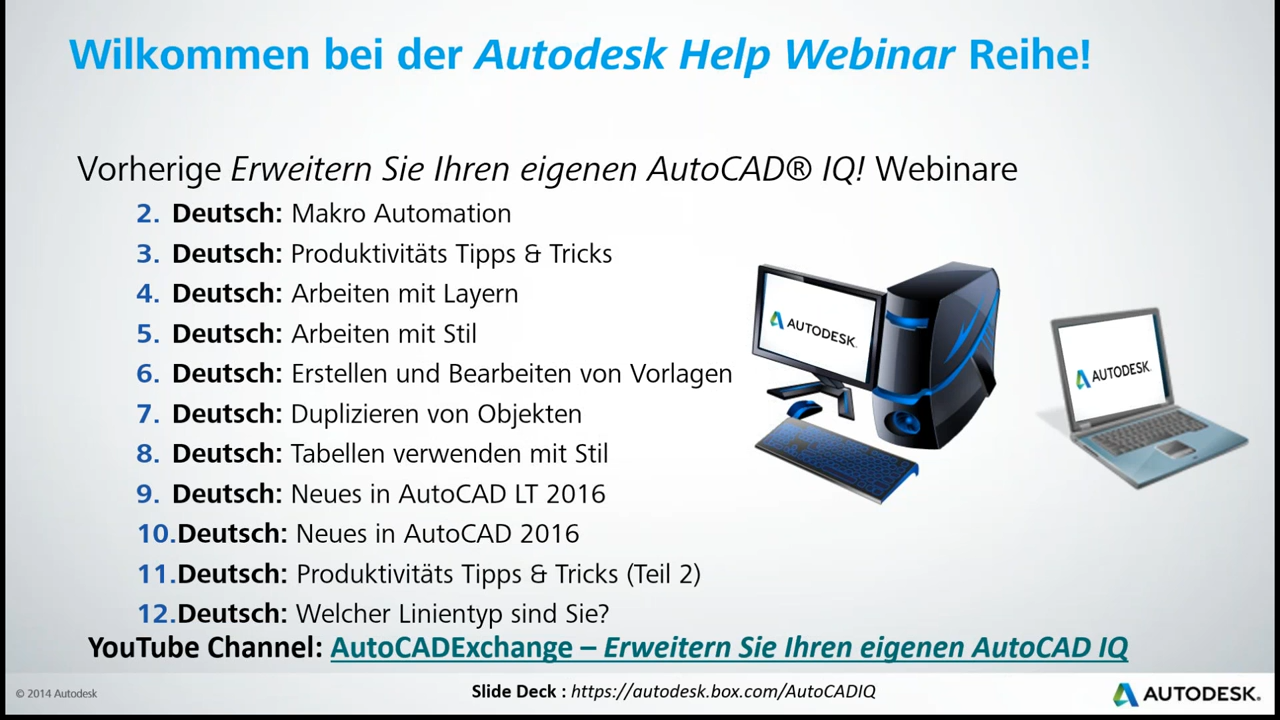 Wilkommen bei der Autodesk Help Webinar Reihe!
Vorherige Erweitern Sie Ihren eigenen AutoCAD® IQ! Webinare
2. Deutsch: Makro Automation
3. Deutsch: Produktivitäts Tipps & Tricks
4. Deutsch: Arbeiten mit Layern
5. Deutsch: Arbeiten mit Stil
6. Deutsch: Erstellen und Bearbeiten von Vorlagen
7. Deutsch: Duplizieren von Objekten
8. Deutsch: Tabellen verwenden mit Stil
9. Deutsch: Neues in AutoCAD LT 2016
10.Deutsch: Neues in AutoCAD 2016
11.Deutsch: Produktivitäts Tipps & Tricks (Teil 2)
12.Deutsch: Welcher Linientyp sind Sie?
AUTODESK.
AUTODESK.
YouTube Channel: AutoCADExchange – Erweitern Sie Ihren eigenen AutoCAD IQ
© 2014 Autodesk
Slide Deck : https://autodesk.box.com/AutoCADIQ
AUTODESK.